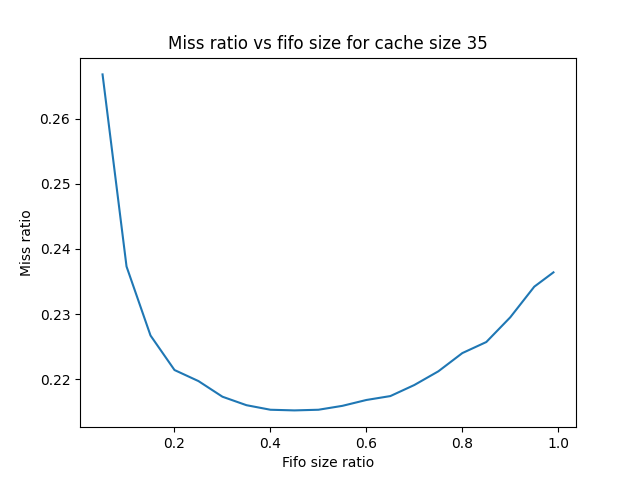 Miss ratio vs fifo size for cache size 35
0.26
0.25
0.24
0.23
0.22
Miss ratio
0.2 0.4 0.6 0.8 1.0
Fifo size ratio